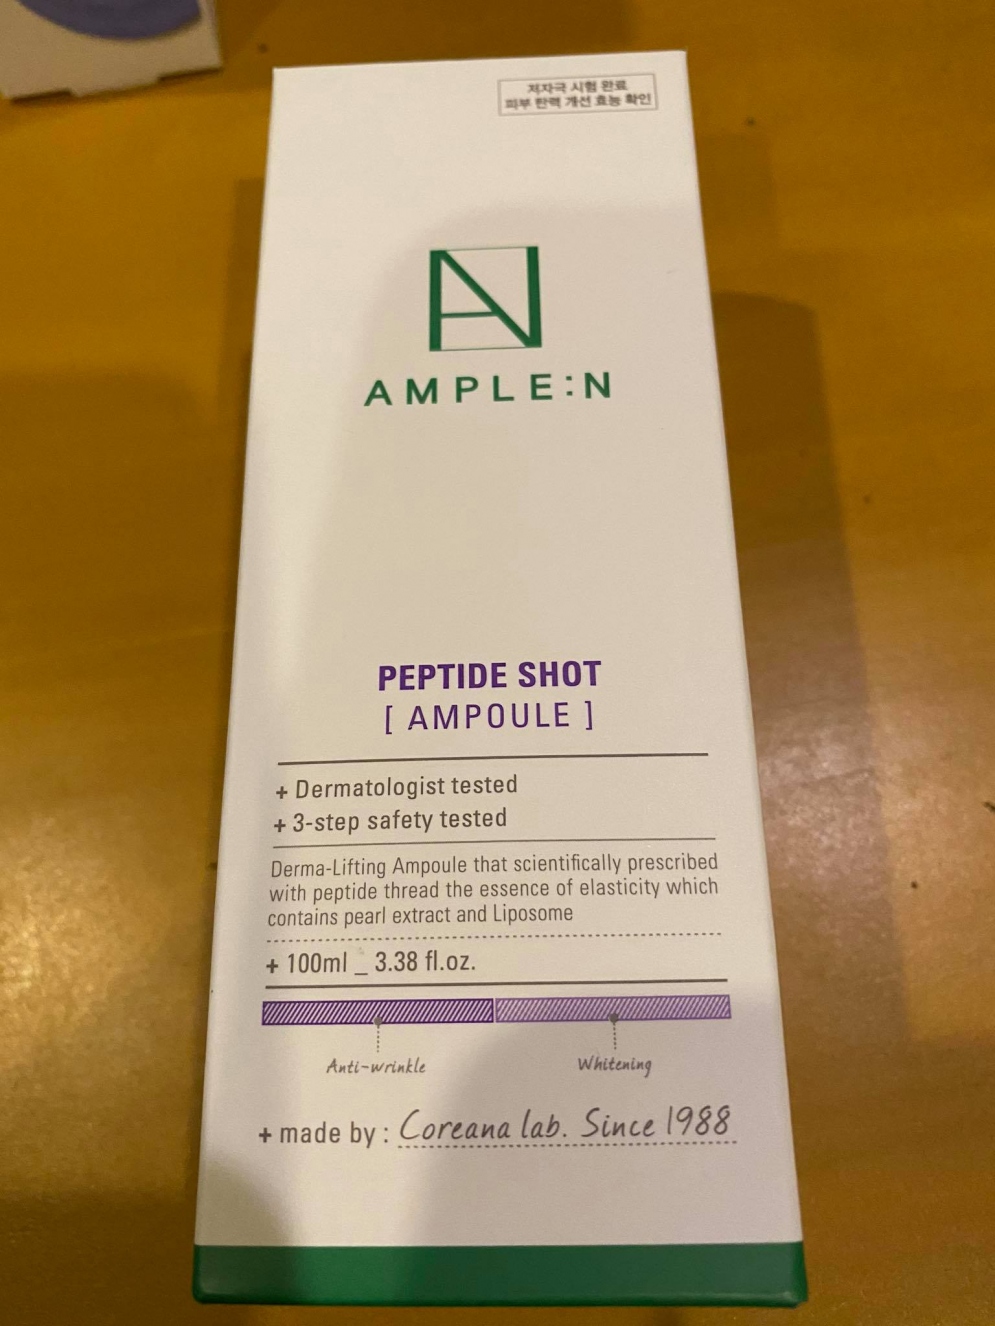 저자극 시험 완료
피부 탄력 개선 효능 확인
AMPLE:N
PEPTIDE SHOT
[ AMPOULE ]
+ Dermatologist tested
+ 3-step safety tested
Derma-Lifting Ampoule that scientifically prescribed
with peptide thread the essence of elasticity which
contains pearl extract and Liposome
+ 100ml _ 3.38 fl.oz.
Anti-wrinkle Whitening
+ made by : Coreana lab. Since 1988